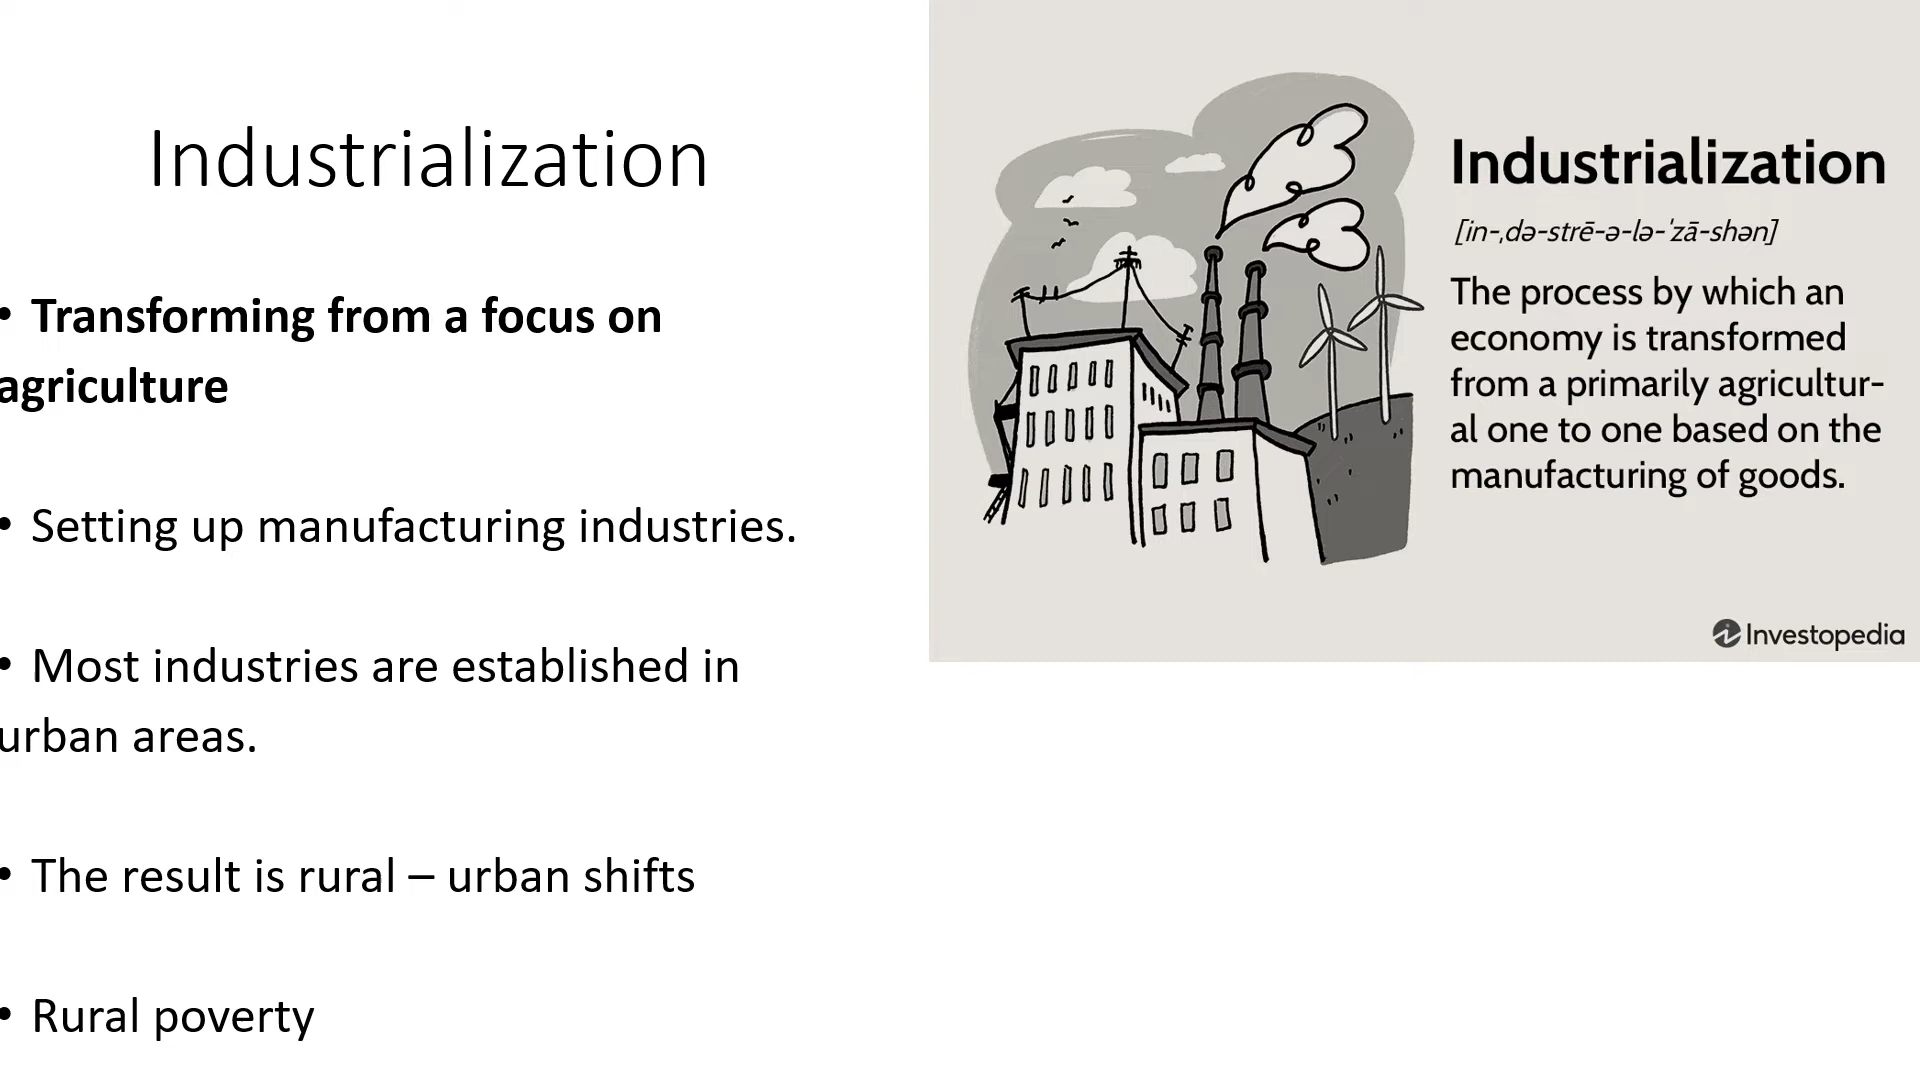 Industrialization
• Transforming from a focus on
agriculture
• Setting up manufacturing industries.
• Most industries are established in
urban areas.
• The result is rural – urban shifts
• Rural poverty
Industrialization
[in-ˌdə-strē-ə-lə-ˈzā-shən]
The process by which an
economy is transformed
from a primarily agricultur-
al one to one based on the
manufacturing of goods.
Investopedia